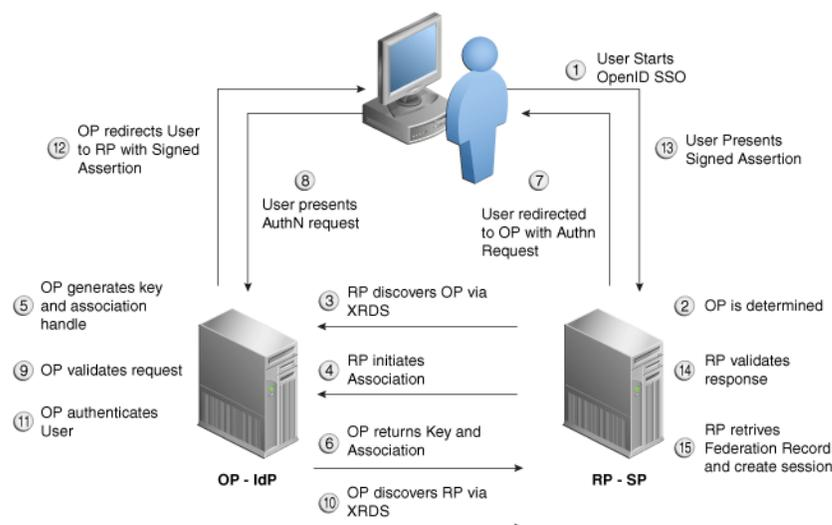 1 User Starts
OpenID SSO
12 OP redirects User
to RP with Signed
Assertion
13 User Presents
Signed Assertion
8
User presents
AuthN request
7
User redirected
to OP with Authn
Request
5 OP generates key
and association
handle
3 RP discovers OP via
XRDS
2 OP is determined
9 OP validates request
4 RP initiates
Association
14 RP validates
response
11 OP authenticates
User
6 OP returns Key and
Association
15 RP retrives
Federation Record
and create session
OP - IdP
RP - SP
10 OP discovers RP via
XRDS